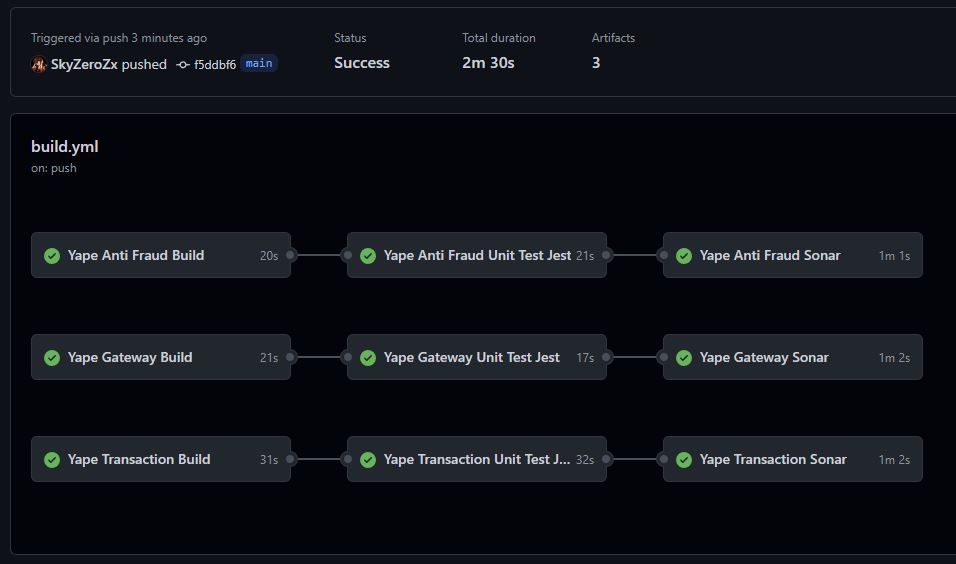 Triggered via push 3 minutes ago
Status
Total duration
Artifacts
SkyZeroZx pushed f5ddbf6 main
Success
2m 30s
3
build.yml
on: push
Yape Anti Fraud Build 20s
Yape Anti Fraud Unit Test Jest 21s
Yape Anti Fraud Sonar 1m 1s
Yape Gateway Build 21s
Yape Gateway Unit Test Jest 17s
Yape Gateway Sonar 1m 2s
Yape Transaction Build 31s
Yape Transaction Unit Test J... 32s
Yape Transaction Sonar 1m 2s